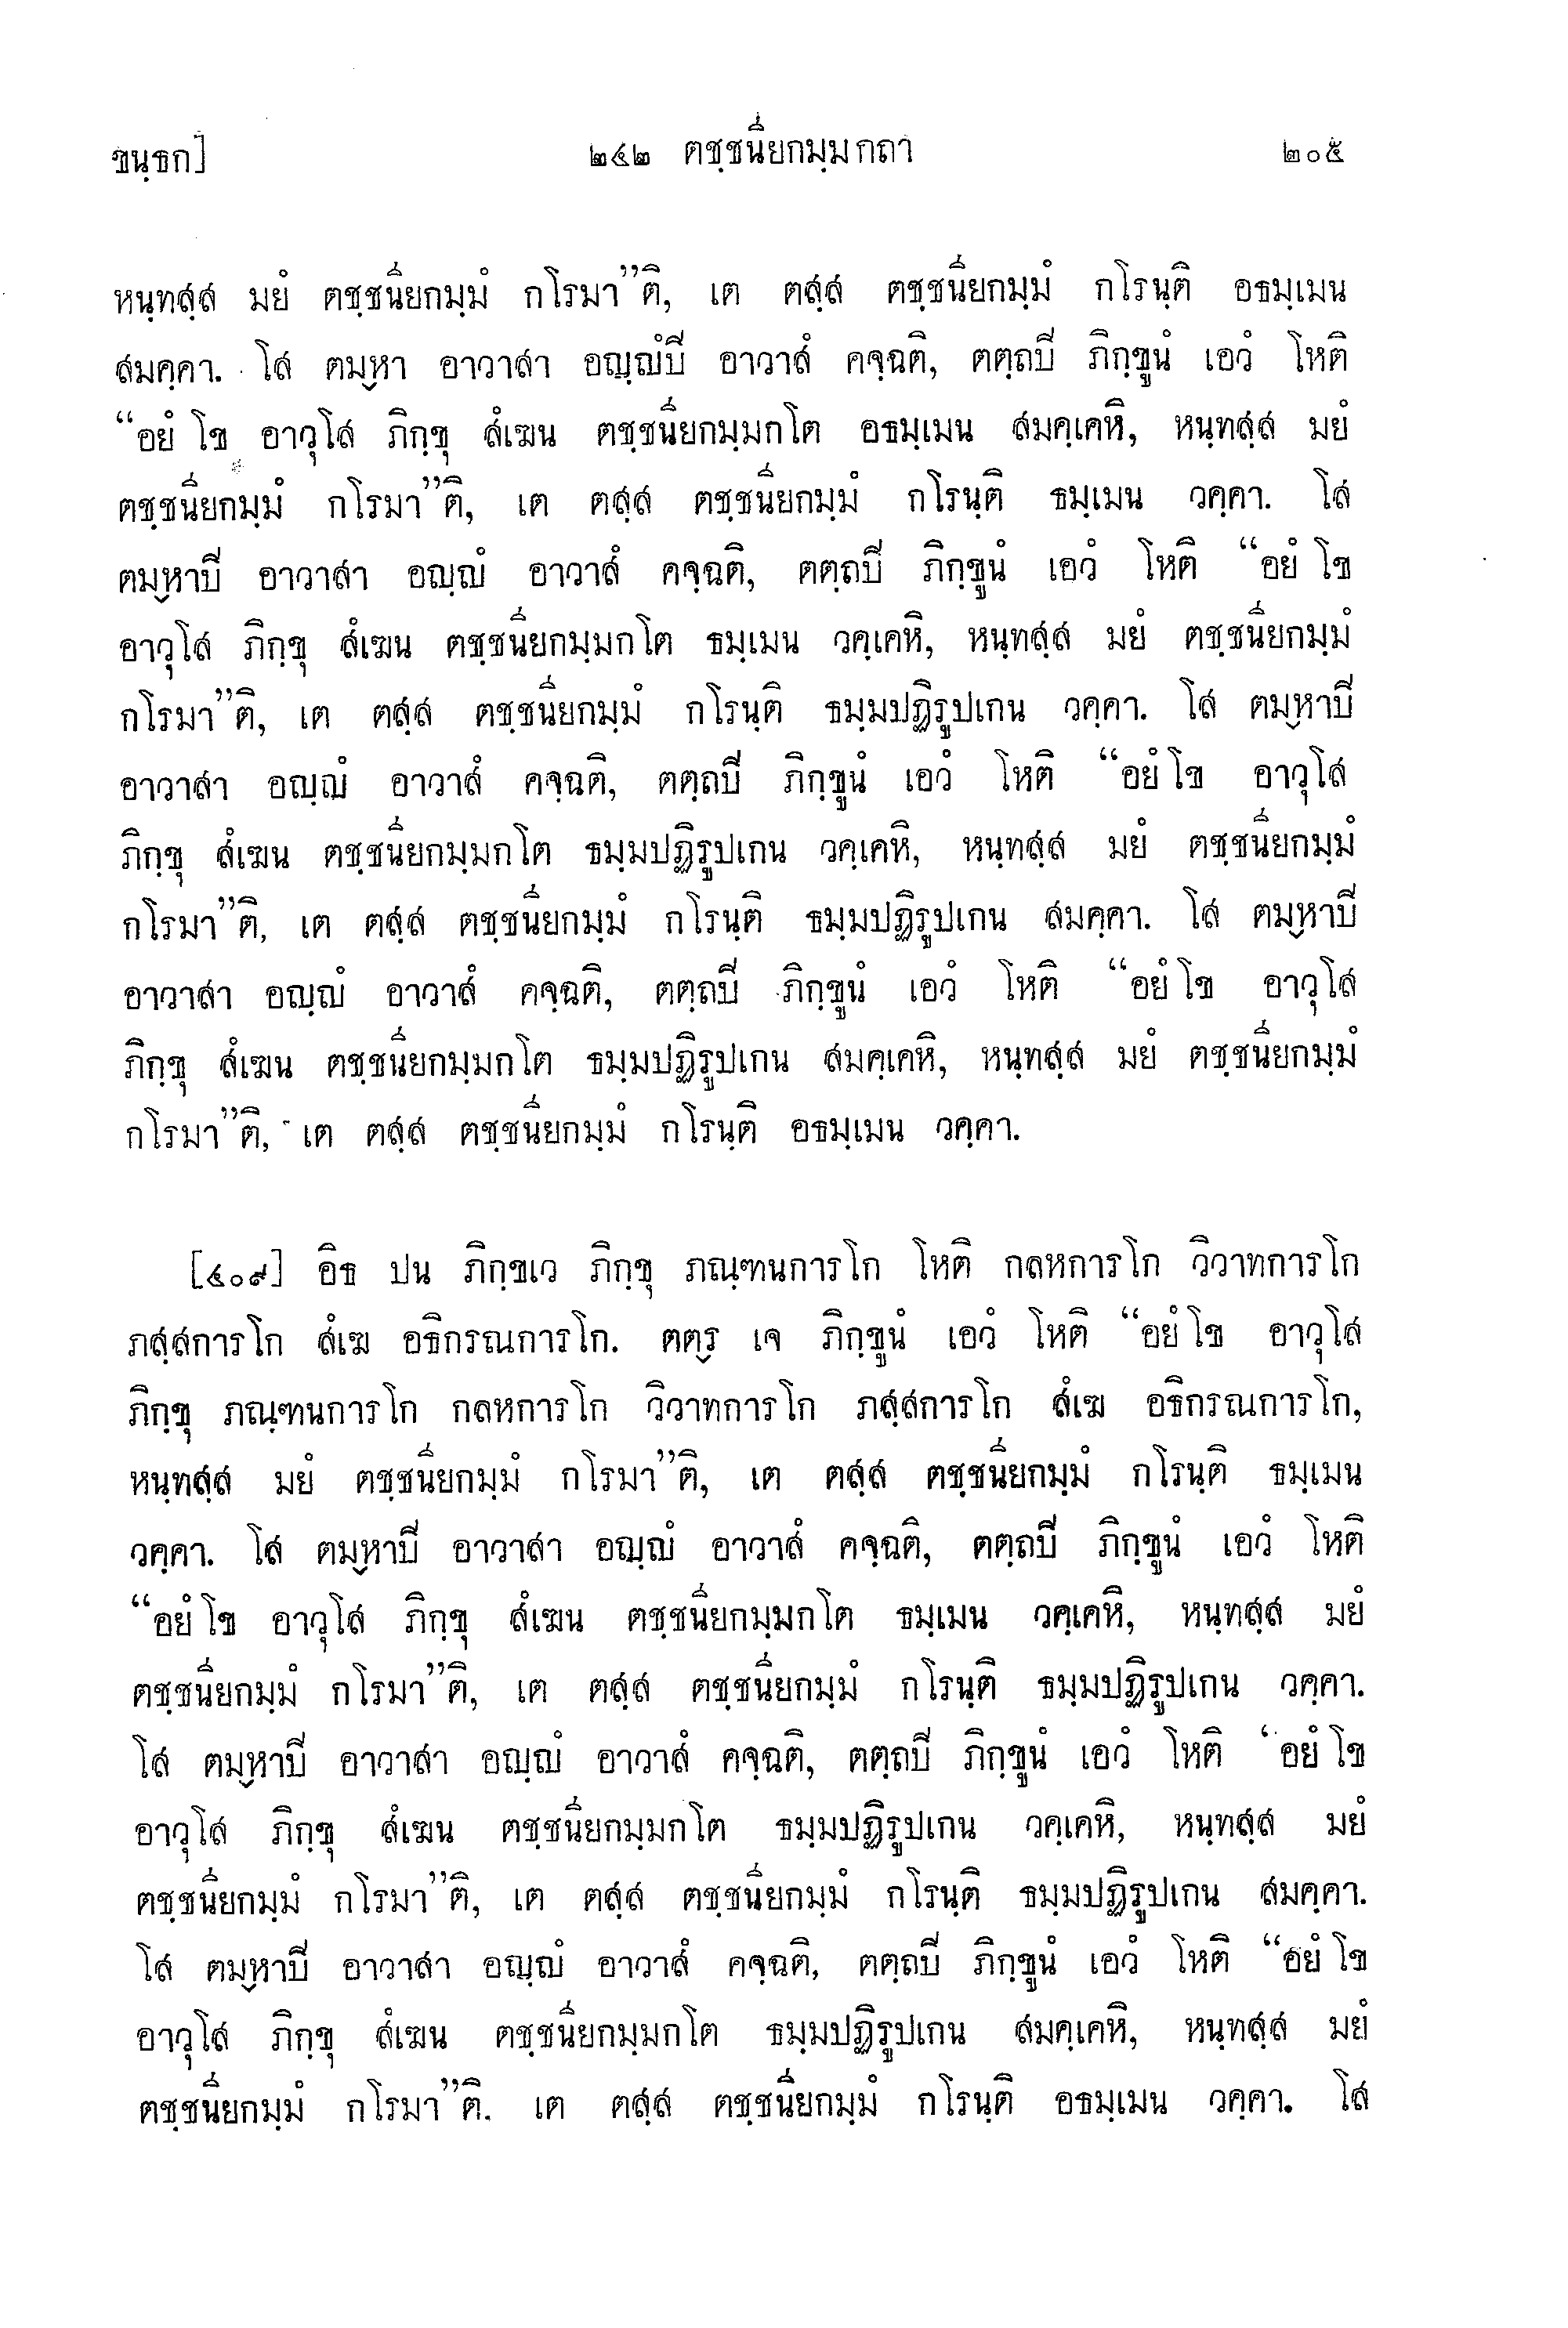 ขนฺธก] ๒๔๒ ตชฺชนียกมฺมกถา ๒๐๕
หนฺทสฺส มยํ ตชฺชนียกมฺมํ กโรมา”ติ, เต ตสฺส ตชฺชนียกมฺมํ กโรนฺติ อธมฺเมน
สมคฺคา. โส ตมฺหา อาวาสา อญฺญํปิ อาวาสํ คจฺฉติ, ตตฺถปิ ภิกฺขูนํ เอวํ โหติ
“อยํ โข อาวุโส ภิกฺขุ สํเฆน ตชฺชนียกมฺมกโต อธมฺเมน สมคฺเคหิ, หนฺทสฺส มยํ
ตชฺชนียกมฺมํ กโรมา”ติ, เต ตสฺส ตชฺชนียกมฺมํ กโรนฺติ ธมฺเมน วคฺคา. โส
ตมฺหาปิ อาวาสา อญฺญํ อาวาสํ คจฺฉติ, ตตฺถปิ ภิกฺขูนํ เอวํ โหติ “อยํ โข
อาวุโส ภิกฺขุ สํเฆน ตชฺชนียกมฺมกโต ธมฺเมน วคฺเคหิ, หนฺทสฺส มยํ ตชฺชนียกมฺมํ
กโรมา”ติ, เต ตสฺส ตชฺชนียกมฺมํ กโรนฺติ ธมฺมปฏิรูปเกน วคฺคา. โส ตมฺหาปิ
อาวาสา อญฺญํ อาวาสํ คจฺฉติ, ตตฺถปิ ภิกฺขูนํ เอวํ โหติ “อยํ โข อาวุโส
ภิกฺขุ สํเฆน ตชฺชนียกมฺมกโต ธมฺมปฏิรูปเกน วคฺเคหิ, หนฺทสฺส มยํ ตชฺชนียกมฺมํ
กโรมา”ติ, เต ตสฺส ตชฺชนียกมฺมํ กโรนฺติ ธมฺมปฏิรูปเกน สมคฺคา. โส ตมฺหาปิ
อาวาสา อญฺญํ อาวาสํ คจฺฉติ, ตตฺถปิ ภิกฺขูนํ เอวํ โหติ “อยํ โข อาวุโส
ภิกฺขุ สํเฆน ตชฺชนียกมฺมกโต ธมฺมปฏิรูปเกน สมคฺเคหิ, หนฺทสฺส มยํ ตชฺชนียกมฺมํ
กโรมา”ติ, เต ตสฺส ตชฺชนียกมฺมํ กโรนฺติ อธมฺเมน วคฺคา.
[๔๐๙] อิธ ปน ภิกฺขเว ภิกฺขุ ภณฺฑนการโก โหติ กลหการโก วิวาทการโก
ภสฺสการโก สํเฆ อธิกรณการโก. ตตฺร เจ ภิกฺขูนํ เอวํ โหติ “อยํ โข อาวุโส
ภิกฺขุ ภณฺฑนการโก กลหการโก วิวาทการโก ภสฺสการโก สํเฆ อธิกรณการโก,
หนฺทสฺส มยํ ตชฺชนียกมฺมํ กโรมา”ติ, เต ตสฺส ตชฺชนียกมฺมํ กโรนฺติ ธมฺเมน
วคฺคา. โส ตมฺหาปิ อาวาสา อญฺญํ อาวาสํ คจฺฉติ, ตตฺถปิ ภิกฺขูนํ เอวํ โหติ
“อยํ โข อาวุโส ภิกฺขุ สํเฆน ตชฺชนียกมฺมกโต ธมฺเมน วคฺเคหิ, หนฺทสฺส มยํ
ตชฺชนียกมฺมํ กโรมา”ติ, เต ตสฺส ตชฺชนียกมฺมํ กโรนฺติ ธมฺมปฏิรูปเกน วคฺคา.
โส ตมฺหาปิ อาวาสา อญฺญํ อาวาสํ คจฺฉติ, ตตฺถปิ ภิกฺขูนํ เอวํ โหติ “อยํ โข
อาวุโส ภิกฺขุ สํเฆน ตชฺชนียกมฺมกโต ธมฺมปฏิรูปเกน วคฺเคหิ, หนฺทสฺส มยํ
ตชฺชนียกมฺมํ กโรมา”ติ, เต ตสฺส ตชฺชนียกมฺมํ กโรนฺติ ธมฺมปฏิรูปเกน สมคฺคา.
โส ตมฺหาปิ อาวาสา อญฺญํ อาวาสํ คจฺฉติ, ตตฺถปิ ภิกฺขูนํ เอวํ โหติ “อยํ โข
อาวุโส ภิกฺขุ สํเฆน ตชฺชนียกมฺมกโต ธมฺมปฏิรูปเกน สมคฺเคหิ, หนฺทสฺส มยํ
ตชฺชนียกมฺมํ กโรมา”ติ. เต ตสฺส ตชฺชนียกมฺมํ กโรนฺติ อธมฺเมน วคฺคา. โส